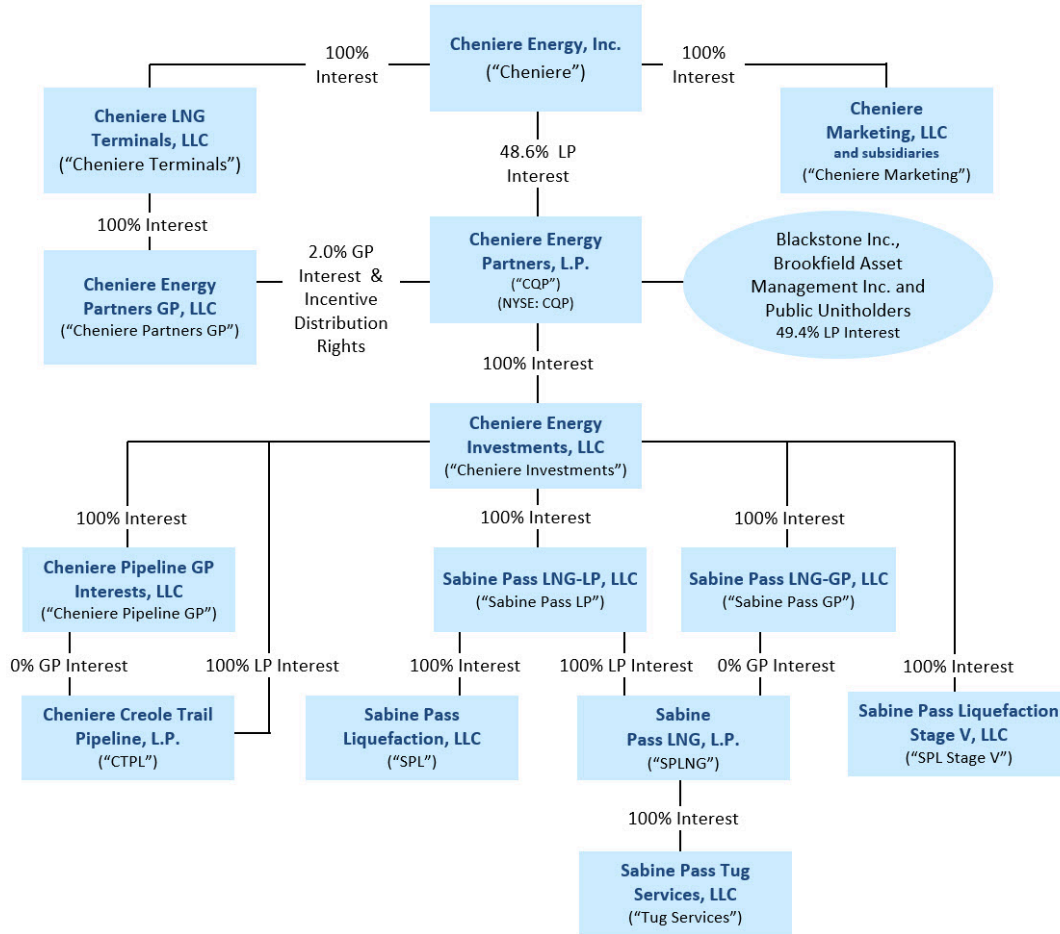 Cheniere Energy, Inc.
(“Cheniere”)
100%
Interest
100%
Interest
Cheniere LNG
Terminals, LLC
(“Cheniere Terminals”)
48.6% LP
Interest
Cheniere
Marketing, LLC
and subsidiaries
(“Cheniere Marketing”)
100% Interest
Cheniere Energy
Partners GP, LLC
(“Cheniere Partners GP”)
2.0% GP
Interest &
Incentive
Distribution
Rights
Cheniere Energy
Partners, L.P.
(“CQP”)
(NYSE: CQP)
Blackstone Inc.,
Brookfield Asset
Management Inc. and
Public Unitholders
49.4% LP Interest
100% Interest
Cheniere Energy
Investments, LLC
(“Cheniere Investments”)
100% Interest
100% Interest
100% Interest
Cheniere Pipeline GP
Interests, LLC
(“Cheniere Pipeline GP”)
Sabine Pass LNG-LP, LLC
(“Sabine Pass LP”)
Sabine Pass LNG-GP, LLC
(“Sabine Pass GP”)
0% GP Interest
100% LP Interest
100% Interest
100% LP Interest
0% GP Interest
100% Interest
Cheniere Creole Trail
Pipeline, L.P.
(“CTPL”)
Sabine Pass
Liquefaction, LLC
(“SPL”)
Sabine
Pass LNG, L.P.
(“SPLNG”)
Sabine Pass Liquefaction
Stage V, LLC
(“SPL Stage V”)
100% Interest
Sabine Pass Tug
Services, LLC
(“Tug Services”)